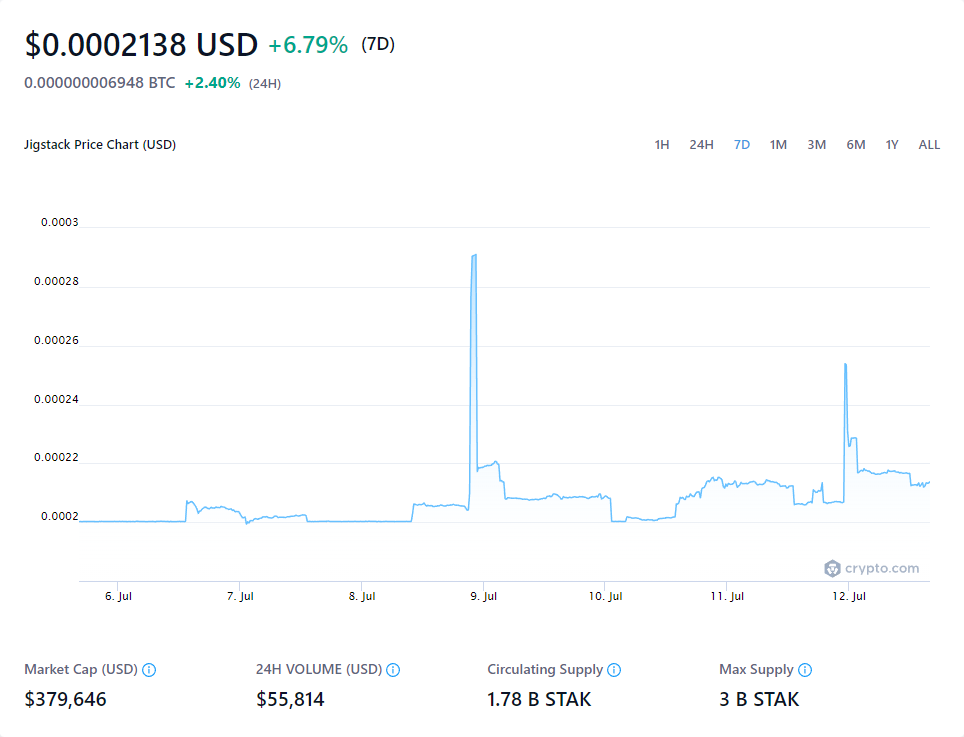 $0.0002138 USD +6.79% (7D)
0.000000006948 BTC +2.40% (24H)
Jigstack Price Chart (USD) 1H 24H 7D 1M 3M 6M 1Y ALL
0.0003
0.00028
0.00026
0.00024
0.00022
0.0002
crypto.com
6. Jul 7. Jul 8. Jul 9. Jul 10. Jul 11. Jul 12. Jul
Market Cap (USD) 24H VOLUME (USD) Circulating Supply Max Supply
$379,646 $55,814 1.78 B STAK 3 B STAK